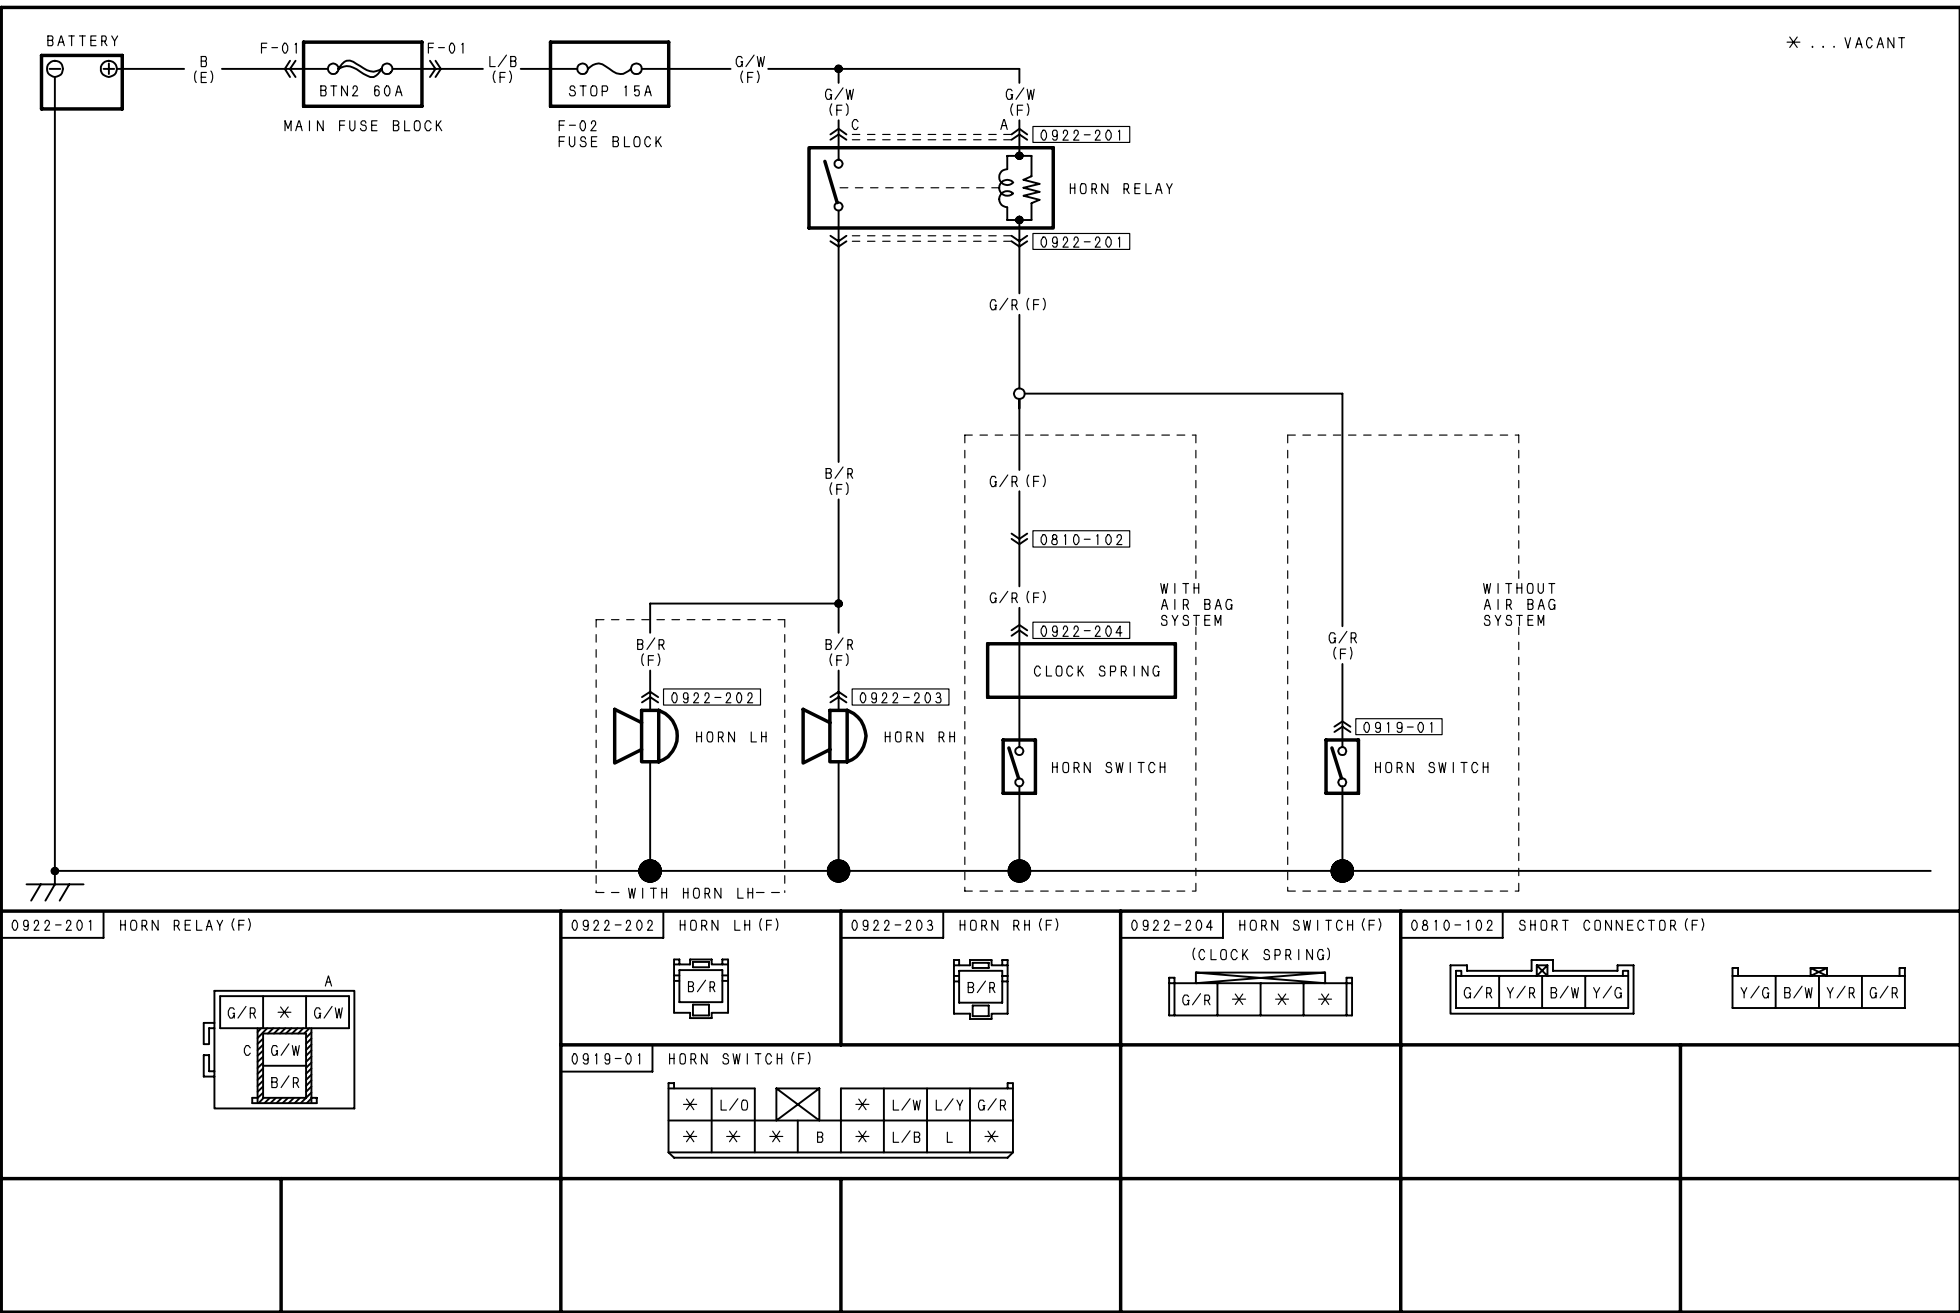 BATTERY
* ... VACANT
F-01
F-01
B
(E)
L/B
(F)
G/W
(F)
BTN2 60A
STOP 15A
MAIN FUSE BLOCK
F-02
FUSE BLOCK
G/W
(F)
G/W
(F)
C
A
0922-201
HORN RELAY
0922-201
G/R(F)
B/R
(F)
G/R(F)
0810-102
G/R(F)
WITH
AIR BAG
SYSTEM
WITHOUT
AIR BAG
SYSTEM
0922-204
B/R
(F)
B/R
(F)
G/R
(F)
CLOCK SPRING
0922-202
0922-203
0919-01
HORN LH
HORN RH
HORN SWITCH
HORN SWITCH
WITH HORN LH
0922-201 HORN RELAY(F)
A
G/R * G/W
C G/W
B/R
0922-202 HORN LH(F)
B/R
0922-203 HORN RH(F)
B/R
0922-204 HORN SWITCH(F)
(CLOCK SPRING)
G/R * * *
0810-102 SHORT CONNECTOR(F)
G/R Y/R B/W Y/G
Y/G B/W Y/R G/R
0919-01 HORN SWITCH(F)
* L/O * L/W L/Y G/R
* * * B * L/B L *